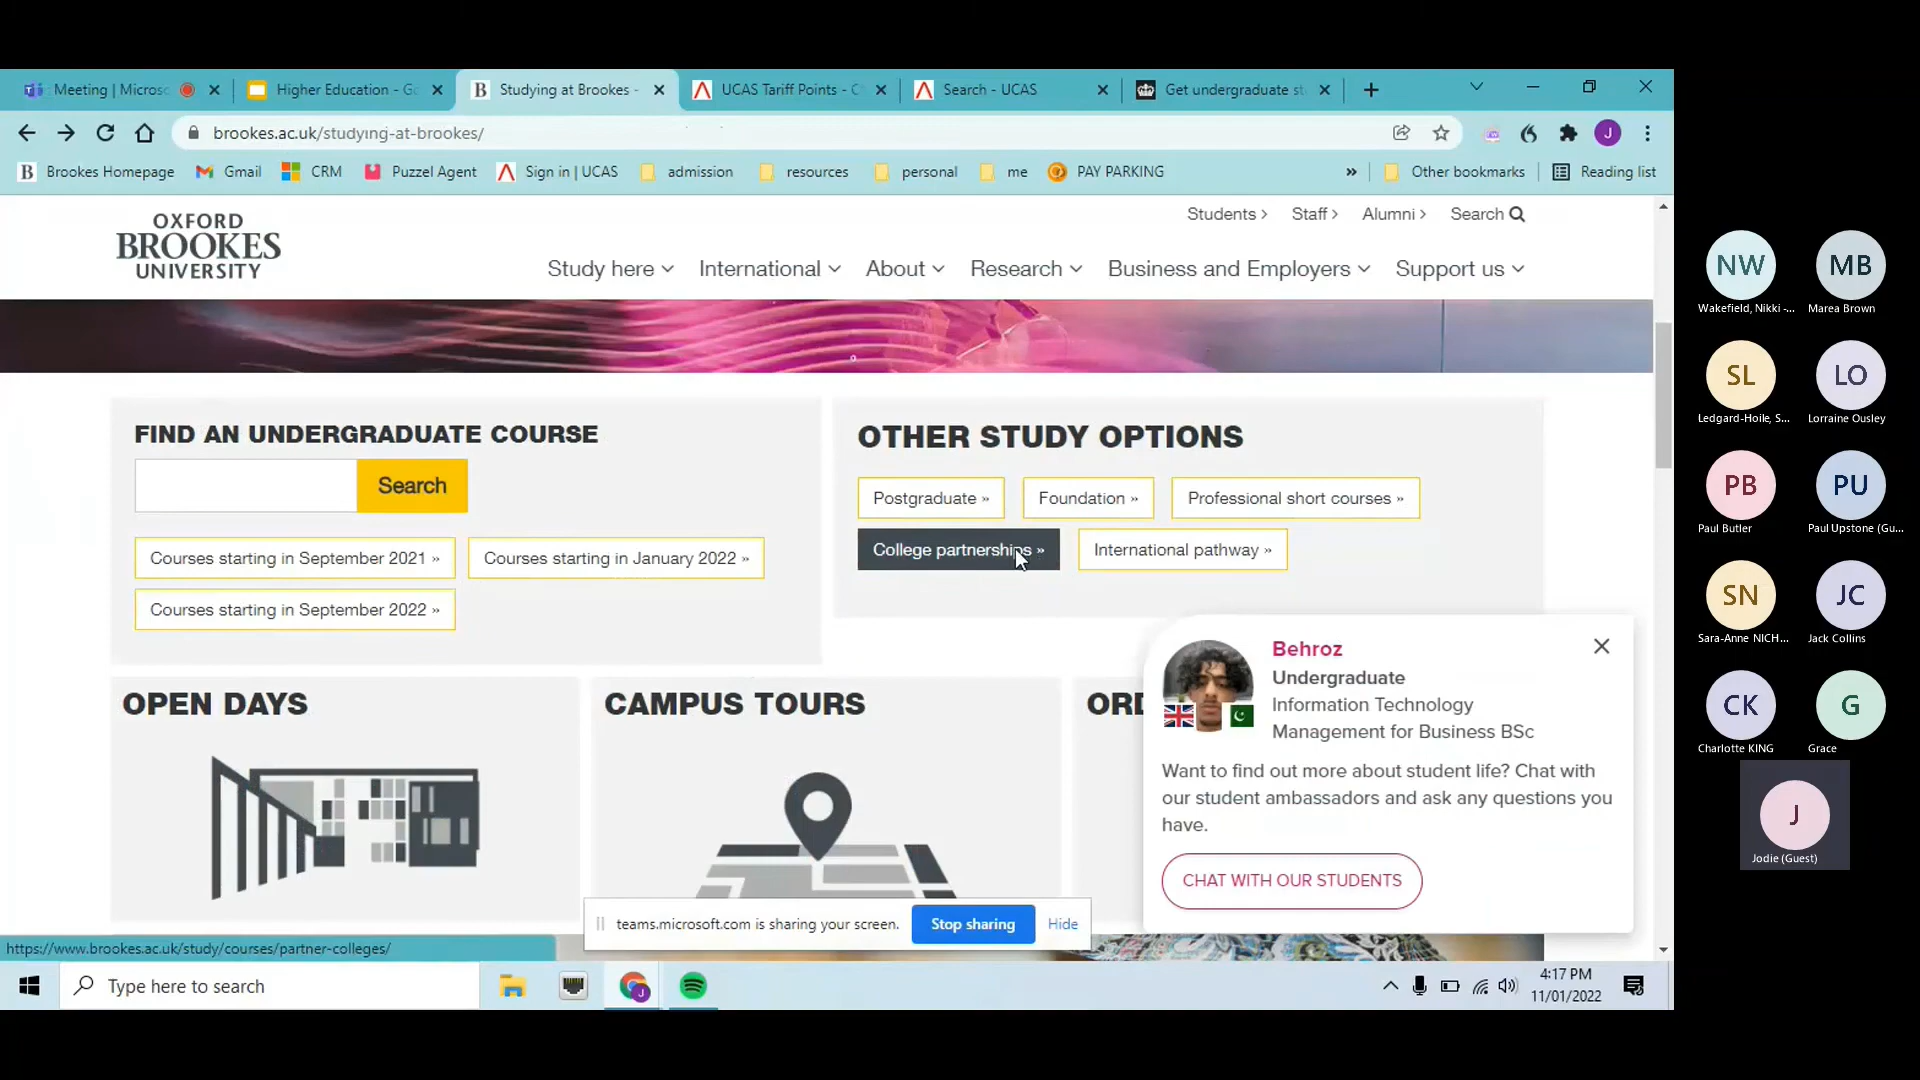 Meeting | Microsc
Higher Education - Go
Studying at Brookes -
UCAS Tariff Points - C
Search - UCAS
Get undergraduate st
brookes.ac.uk/studying-at-brookes/
J
B Brookes Homepage
Gmail
CRM
Puzzel Agent
Sign in | UCAS
admission
resources
personal
me
PAY PARKING
»
Other bookmarks
Reading list
OXFORD
BROOKES
UNIVERSITY
Students
Staff
Alumni
Search
Study here
International
About
Research
Business and Employers
Support us
FIND AN UNDERGRADUATE COURSE
Search
Courses starting in September 2021 »
Courses starting in January 2022 »
Courses starting in September 2022 »
OTHER STUDY OPTIONS
Postgraduate »
Foundation »
Professional short courses »
College partnerships »
International pathway »
OPEN DAYS
CAMPUS TOURS
ORD
Behroz
Undergraduate
Information Technology
Management for Business BSc
Want to find out more about student life? Chat with
our student ambassadors and ask any questions you
have.
CHAT WITH OUR STUDENTS
teams.microsoft.com is sharing your screen.
Stop sharing
Hide
https://www.brookes.ac.uk/study/courses/partner-colleges/
Type here to search
4:17 PM
11/01/2022
NW
Wakefield, Nikki -...
MB
Marea Brown
SL
Ledgard-Hoile, S...
LO
Lorraine Ousley
PB
Paul Butler
PU
Paul Upstone (Gu...
SN
Sara-Anne NICH...
JC
Jack Collins
CK
Charlotte KING
G
Grace
J
Jodie (Guest)